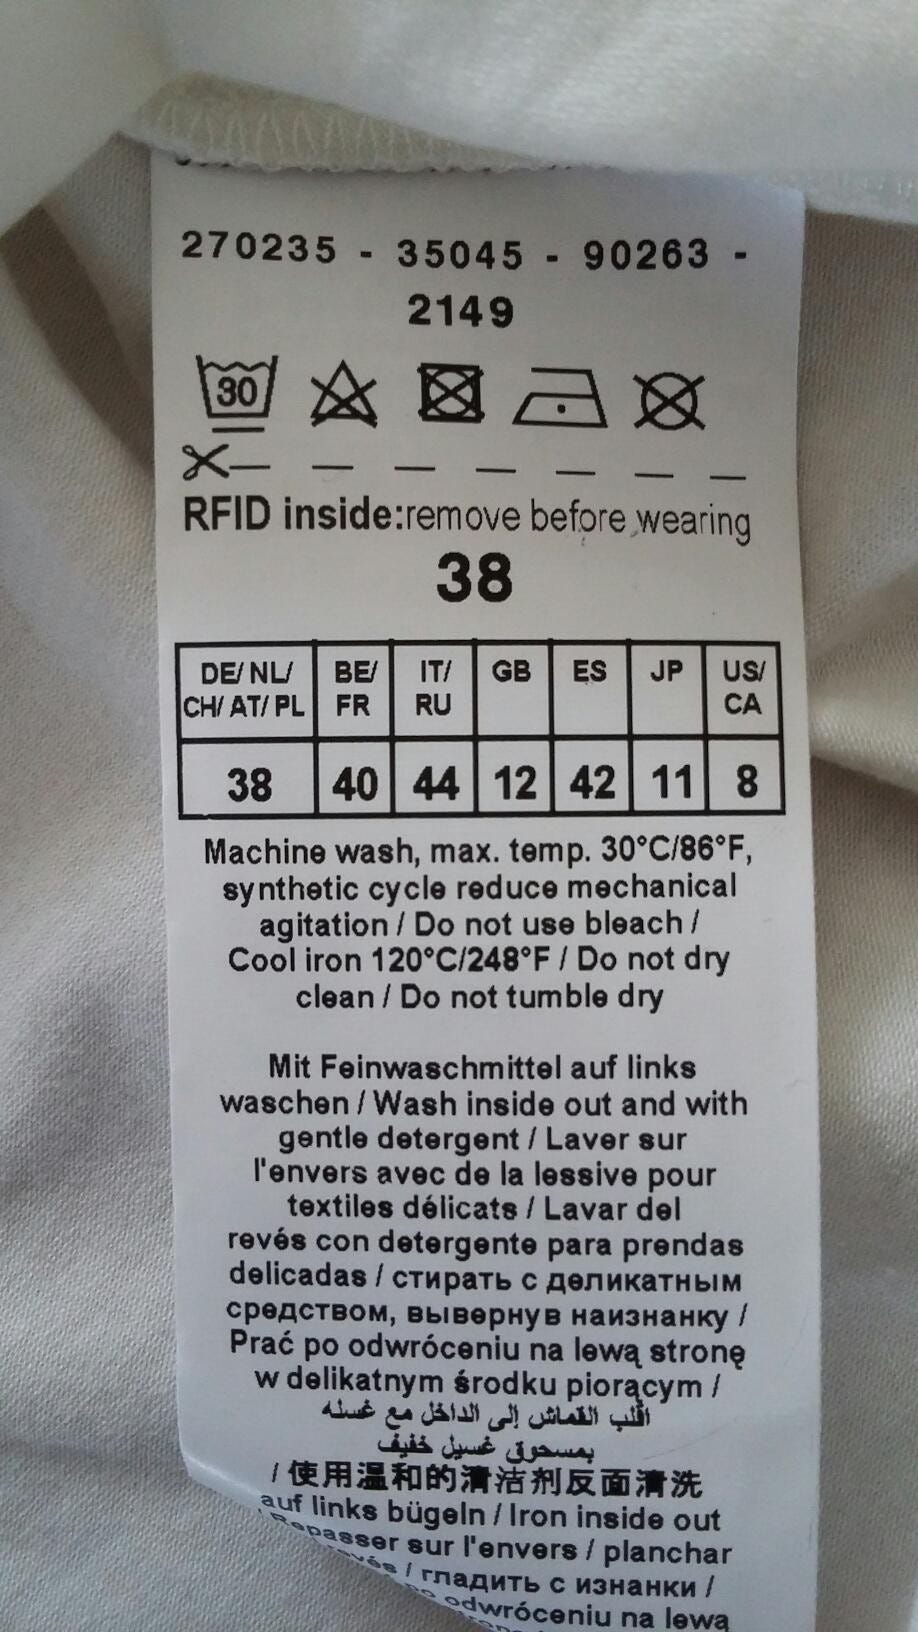 270235 - 35045 - 90263 -
2149
30
RFID inside:remove before wearing
38
DE/ NL/ CH/ AT/ PL BE/ FR IT/ RU GB ES JP US/ CA
38 40 44 12 42 11 8
Machine wash, max. temp. 30°C/86°F,
synthetic cycle reduce mechanical
agitation / Do not use bleach /
Cool iron 120°C/248°F / Do not dry
clean / Do not tumble dry
Mit Feinwaschmittel auf links
waschen / Wash inside out and with
gentle detergent / Laver sur
l'envers avec de la lessive pour
textiles délicats / Lavar del
revés con detergente para prendas
delicadas / стирать с деликатным
средством, вывернув наизнанку /
Prać po odwróceniu na lewą stronę
w delikatnym środku piorącym /
اقلب القماش إلى الداخل مع غسله
بمسحوق غسيل خفيف
/ 使用温和的清洁剂反面清洗
auf links bügeln / Iron inside out
/ Repasser sur l'envers / planchar
revés / гладить с изнанки /
po odwróceniu na lewą